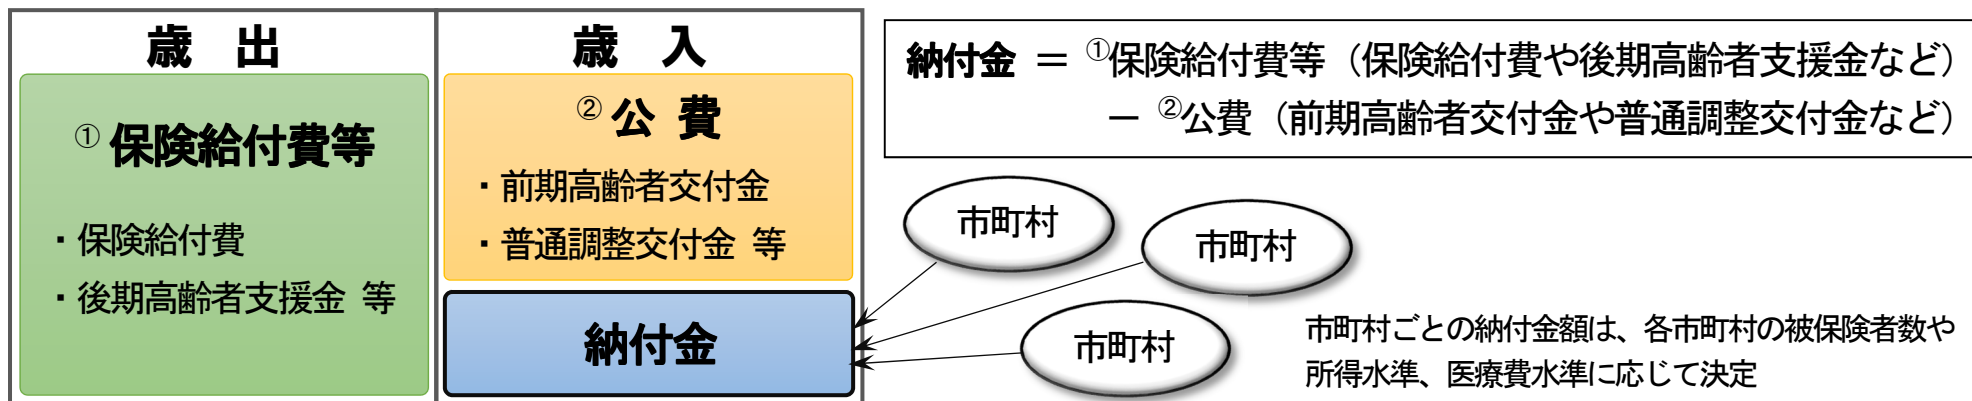 歳 出
① 保険給付費等
・保険給付費
・後期高齢者支援金 等
歳 入
② 公 費
・前期高齢者交付金
・普通調整交付金 等
納付金
納付金 ＝ ①保険給付費等（保険給付費や後期高齢者支援金など）
－ ②公費（前期高齢者交付金や普通調整交付金など）
市町村
市町村
市町村
市町村ごとの納付金額は、各市町村の被保険者数や
所得水準、医療費水準に応じて決定